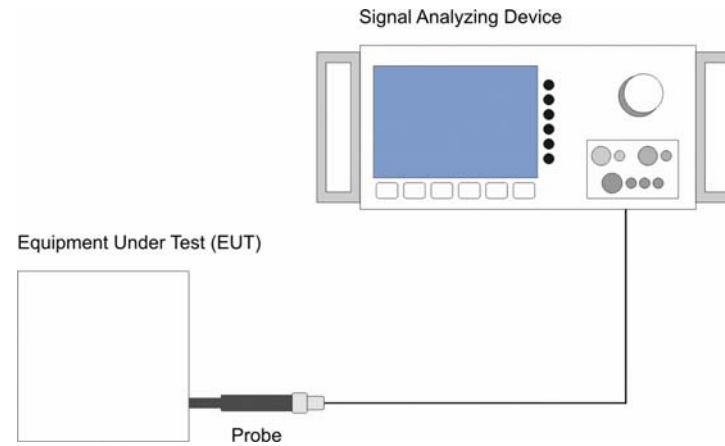 Signal Analyzing Device
Equipment Under Test (EUT)
Probe